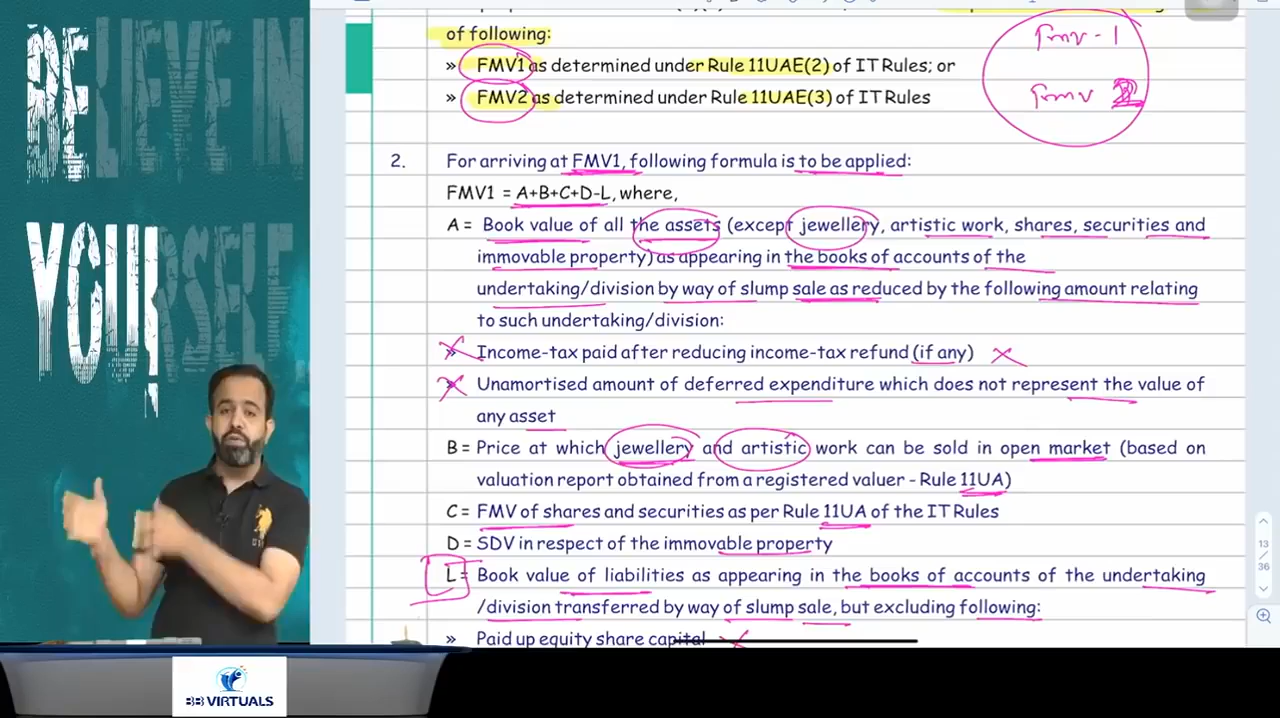 BELIEVE IN
YOURSELF
of following:
» FMV1 as determined under Rule 11UAE(2) of IT Rules; or
» FMV2 as determined under Rule 11UAE(3) of IT Rules
Fmv - 1
Fmv 2
2. For arriving at FMV1, following formula is to be applied:
FMV1 = A+B+C+D-L, where,
A = Book value of all the assets (except jewellery, artistic work, shares, securities and
immovable property) as appearing in the books of accounts of the
undertaking/division by way of slump sale as reduced by the following amount relating
to such undertaking/division:
» Income-tax paid after reducing income-tax refund (if any)
» Unamortised amount of deferred expenditure which does not represent the value of
any asset
B = Price at which jewellery and artistic work can be sold in open market (based on
valuation report obtained from a registered valuer - Rule 11UA)
C = FMV of shares and securities as per Rule 11UA of the IT Rules
D = SDV in respect of the immovable property
L = Book value of liabilities as appearing in the books of accounts of the undertaking
/division transferred by way of slump sale, but excluding following:
» Paid up equity share capital
13
36
BB VIRTUALS